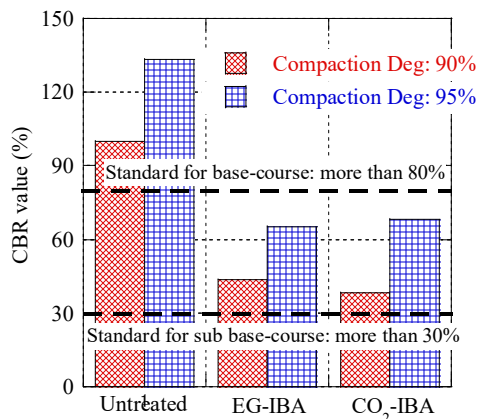 150
120
90
60
30
0
CBR value (%)
Compaction Deg: 90%
Compaction Deg: 95%
Standard for base-course: more than 80%
Standard for sub base-course: more than 30%
Untreated
1
EG-IBA
CO₂-IBA